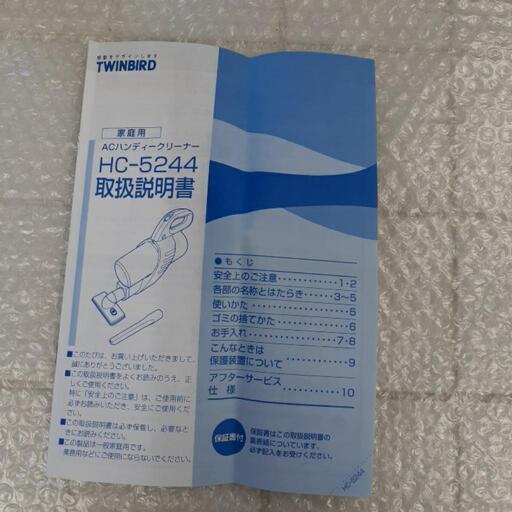 感動をデザインします
TWINBIRD
家庭用
ACハンディークリーナー
HC-5244
取扱説明書
■このたびは、お買い上げいただきまして、
誠にありがとうございました。
■この取扱説明書をよくお読みのうえ、正
しくご使用ください。
特に「安全上のご注意」は、ご使用前に
必ずお読みいただき、安全にご使用くだ
さい。
■この取扱説明書は必ず保管し、必要なと
きにお読みください。
■この製品は一般家庭用です。
業務用などにご使用にならないでください。
●もくじ
安全上のご注意 ············ 1・2
各部の名称とはたらき ····· 3〜5
使いかた ···················· 5
ゴミの捨てかた ············· 6
お手入れ ·················· 7・8
こんなときは
保護装置について ··········· 9
アフターサービス
仕様 ······················ 10
保証書付
保証書はこの取扱説明書の
裏表紙についています。
必ず記入をお受けください。
HC-5244